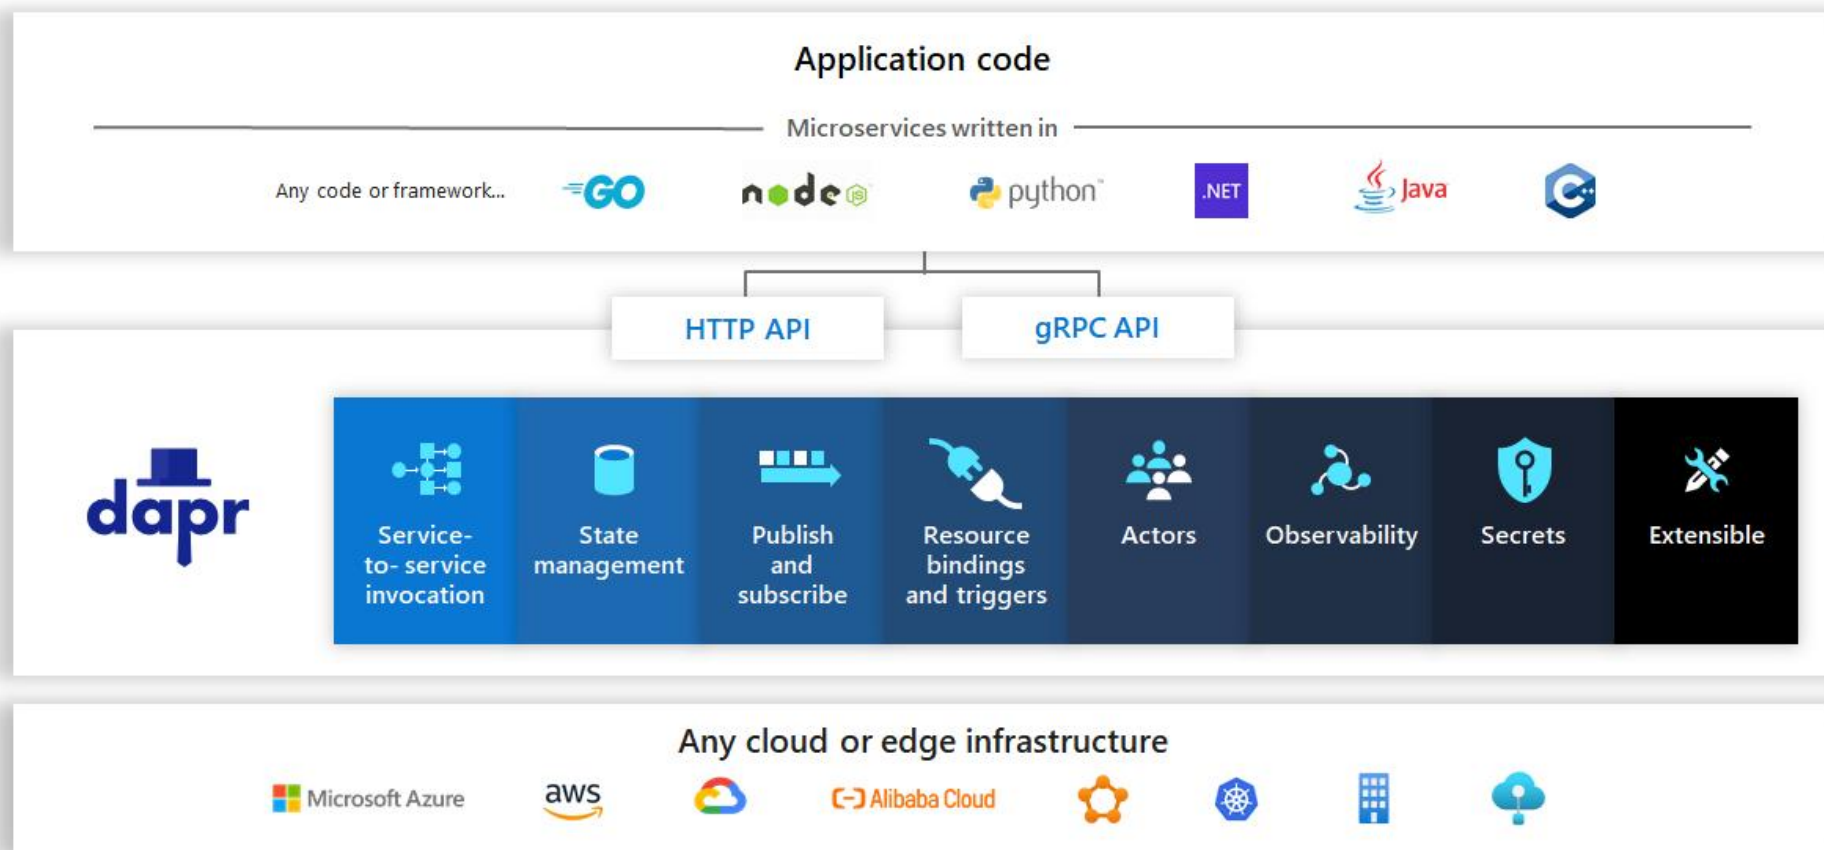 Application code
Microservices written in
Any code or framework...
GO
node JS
python™
.NET
Java
C++
HTTP API
gRPC API
dapr
Service-
to- service
invocation
State
management
Publish
and
subscribe
Resource
bindings
and triggers
Actors
Observability
Secrets
Extensible
Any cloud or edge infrastructure
Microsoft Azure
aws
Alibaba Cloud